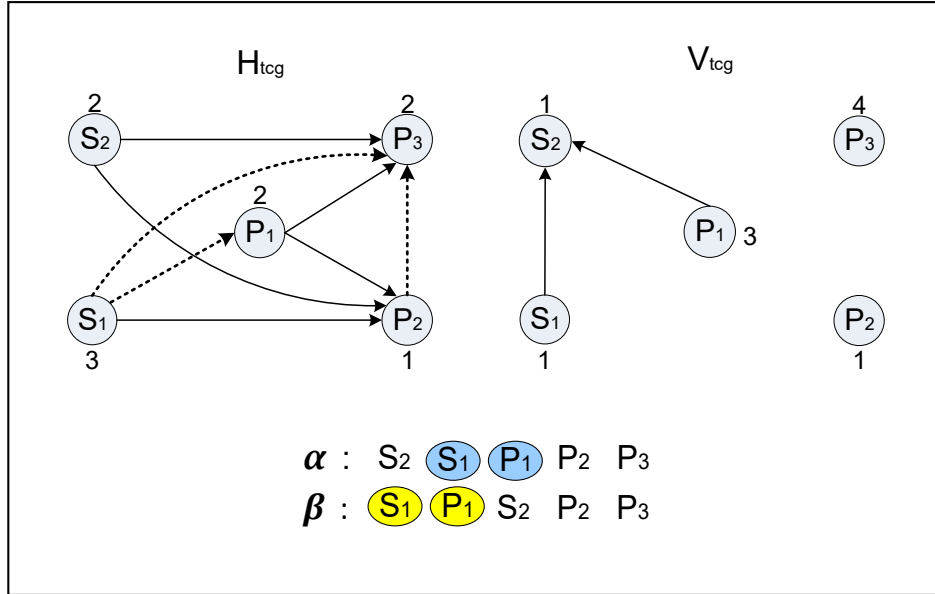 Htcg Vtcg
2 2 1 4
S2 P3 S2 P3
2
P1 P1 3
S1 P2 S1 P2
3 1 1 1
α : S2 S1 P1 P2 P3
β : S1 P1 S2 P2 P3